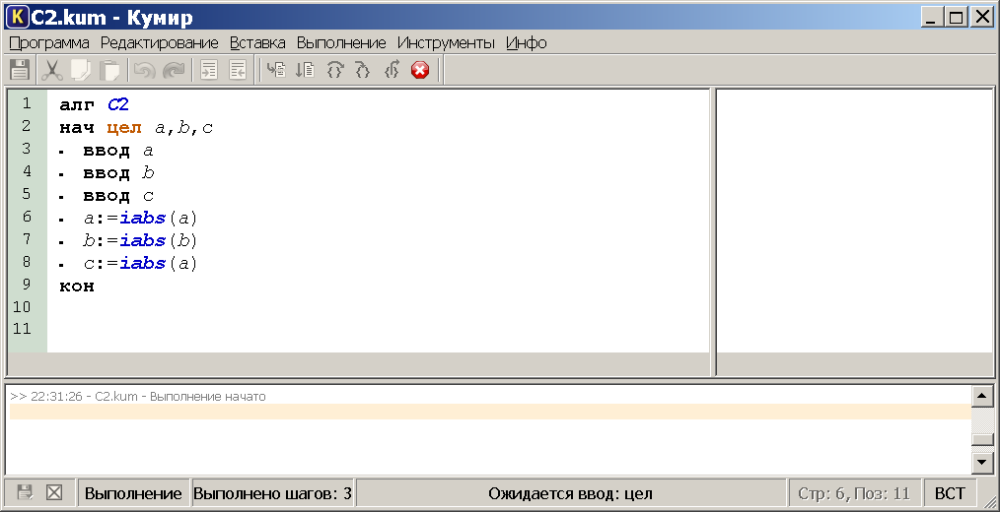 C2.kum - Кумир
Программа Редактирование Вставка Выполнение Инструменты Инфо
1 алг C2
2 нач цел a,b,c
3 . ввод a
4 . ввод b
5 . ввод c
6 . a:=iabs(a)
7 . b:=iabs(b)
8 . c:=iabs(a)
9 кон
10
11
>> 22:31:26 - C2.kum - Выполнение начато
Выполнение Выполнено шагов: 3 Ожидается ввод: цел Стр: 6, Поз: 11 ВСТ